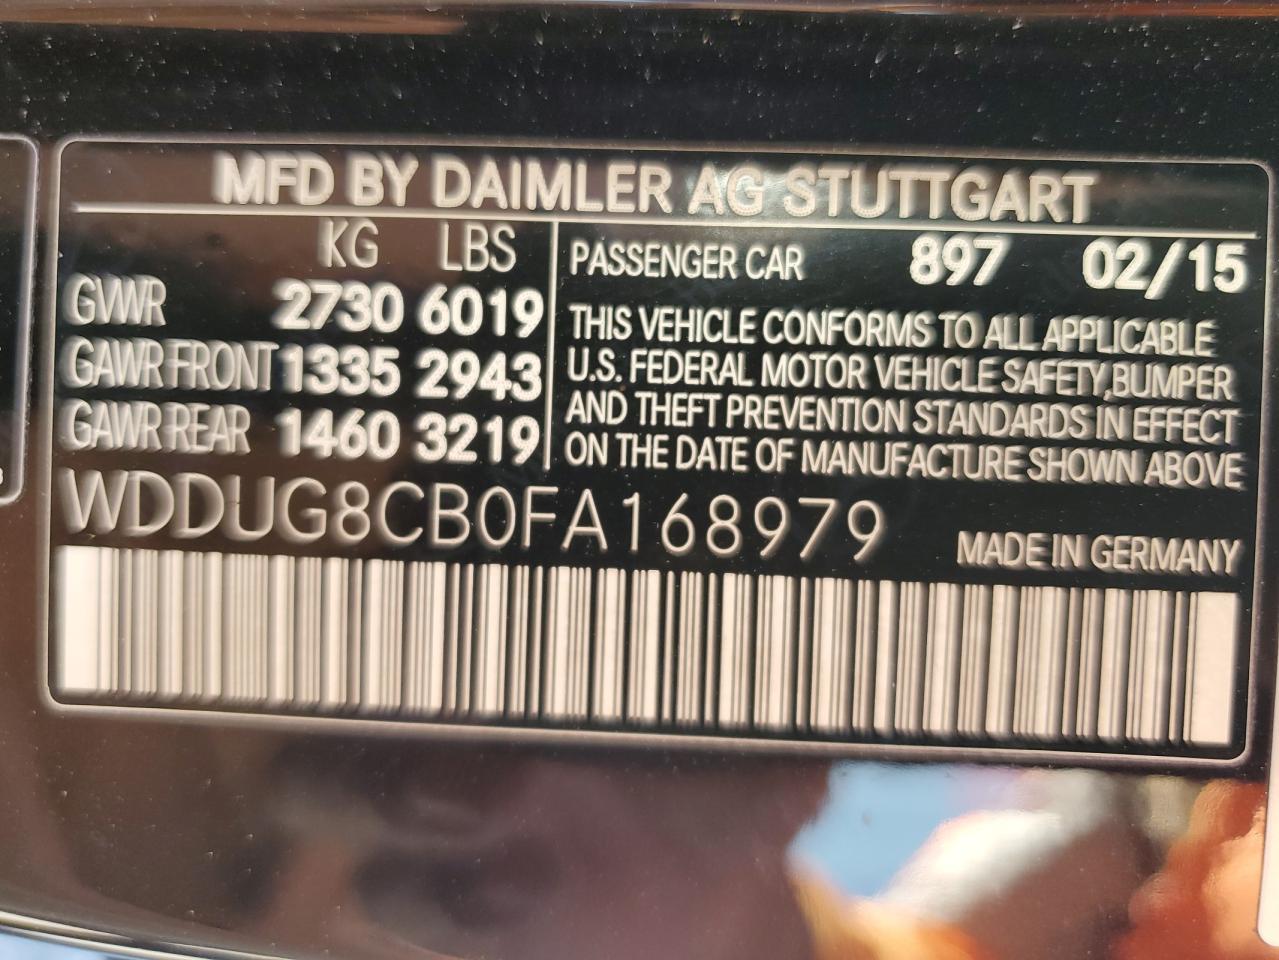 MFD BY DAIMLER AG STUTTGART
KG LBS
GVWR 2730 6019
GAWR FRONT 1335 2943
GAWR REAR 1460 3219
PASSENGER CAR 897 02/15
THIS VEHICLE CONFORMS TO ALL APPLICABLE
U.S. FEDERAL MOTOR VEHICLE SAFETY, BUMPER
AND THEFT PREVENTION STANDARDS IN EFFECT
ON THE DATE OF MANUFACTURE SHOWN ABOVE
WDDUG8CB0FA168979
MADE IN GERMANY